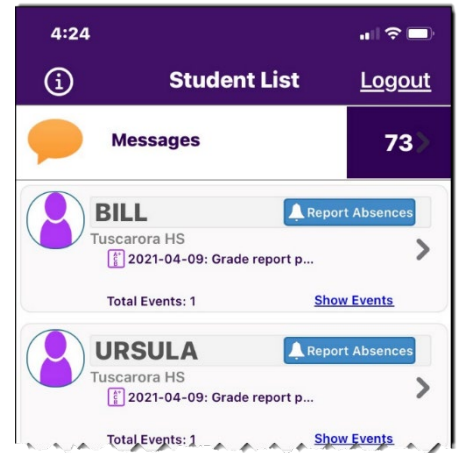 4:24
Student List
Logout
Messages
73
BILL
Report Absences
Tuscarora HS
2021-04-09: Grade report p...
Total Events: 1
Show Events
URSULA
Report Absences
Tuscarora HS
2021-04-09: Grade report p...
Total Events: 1
Show Events